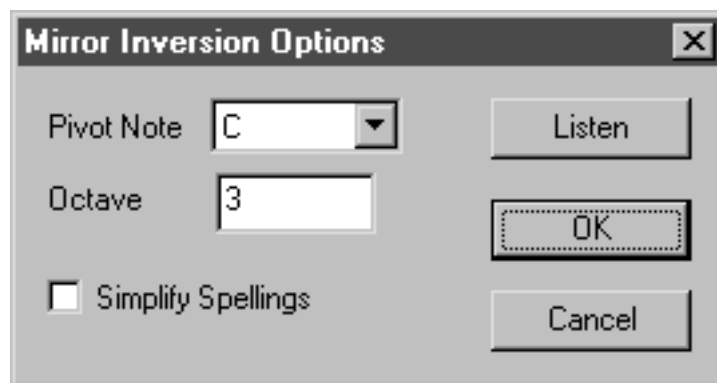 Mirror Inversion Options
Pivot Note C Listen
Octave 3
OK
Simplify Spellings
Cancel